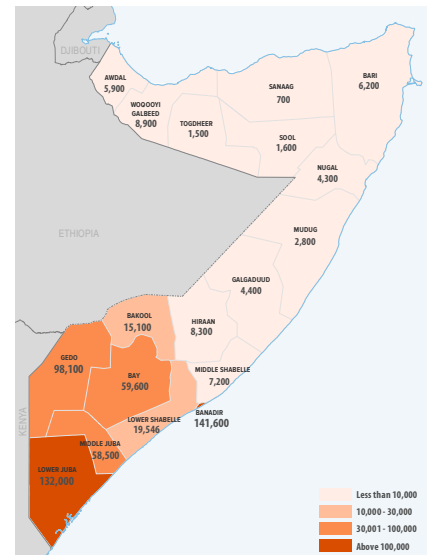 DJIBOUTI
AWDAL
5,900
WOQOOYI
GALBEED
8,900
TOGDHEER
1,500
SANAAG
700
BARI
6,200
SOOL
1,600
NUGAL
4,300
ETHIOPIA
MUDUG
2,800
GALGADUUD
4,400
BAKOOL
15,100
HIRAAN
8,300
GEDO
98,100
BAY
59,600
MIDDLE SHABELLE
7,200
KENYA
LOWER SHABELLE
19,546
BANADIR
141,600
MIDDLE JUBA
58,500
LOWER JUBA
132,000
Less than 10,000
10,000 - 30,000
30,001 - 100,000
Above 100,000